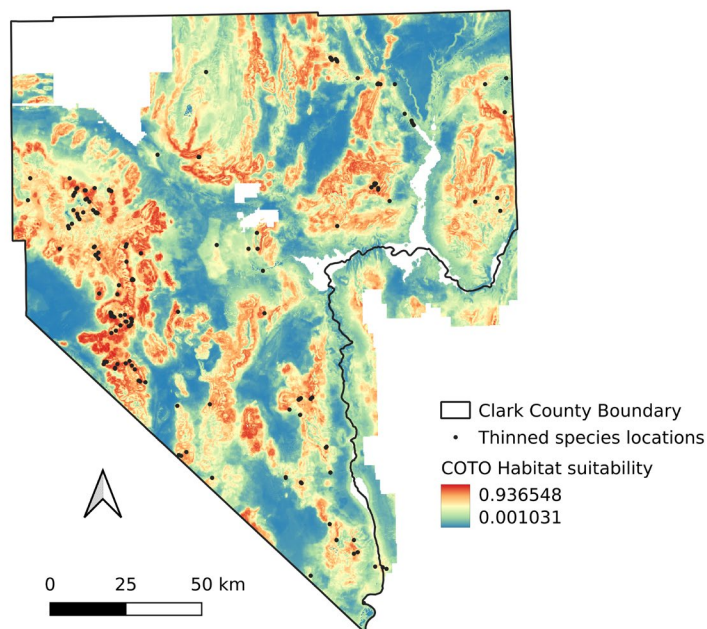 Clark County Boundary
Thinned species locations
COTO Habitat suitability
0.936548
0.001031
0 25 50 km